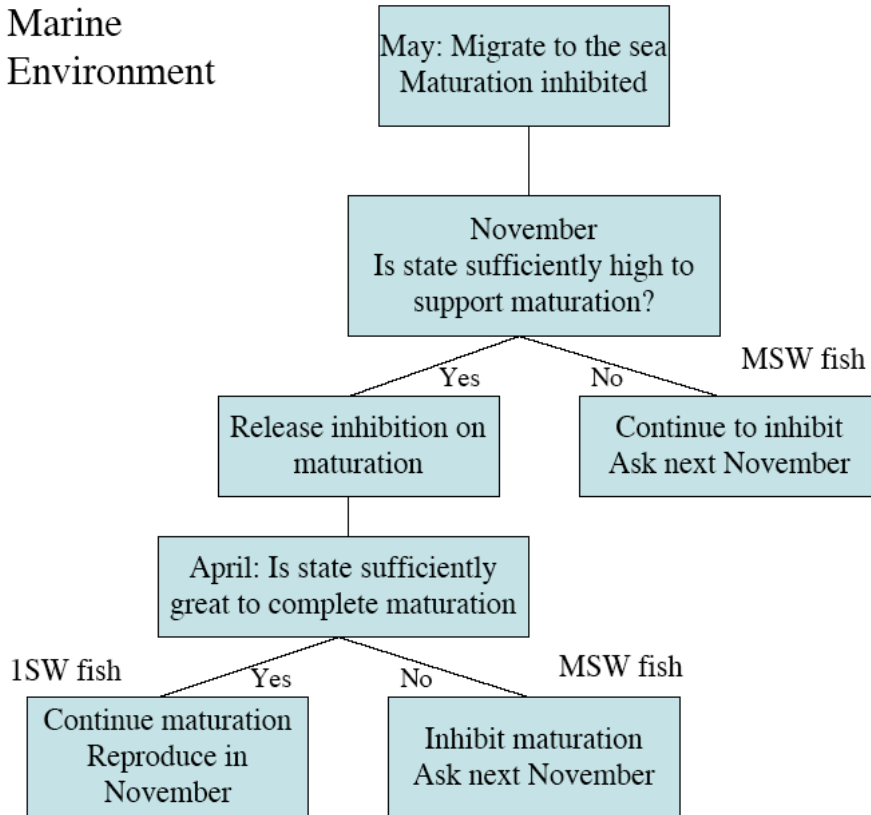 Marine
Environment
May: Migrate to the sea
Maturation inhibited
November
Is state sufficiently high to
support maturation?
Yes
No
MSW fish
Release inhibition on
maturation
Continue to inhibit
Ask next November
April: Is state sufficiently
great to complete maturation
1SW fish
Yes
No
MSW fish
Continue maturation
Reproduce in
November
Inhibit maturation
Ask next November